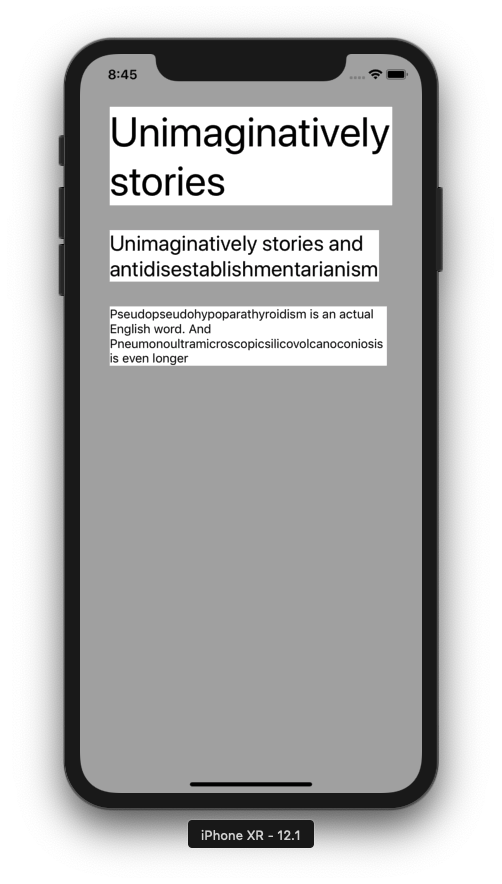 8:45
Unimaginatively
stories
Unimaginatively stories and
antidisestablishmentarianism
Pseudopseudohypoparathyroidism is an actual
English word. And
Pneumonoultramicroscopicsilicovolcanoconiosis
is even longer
iPhone XR - 12.1